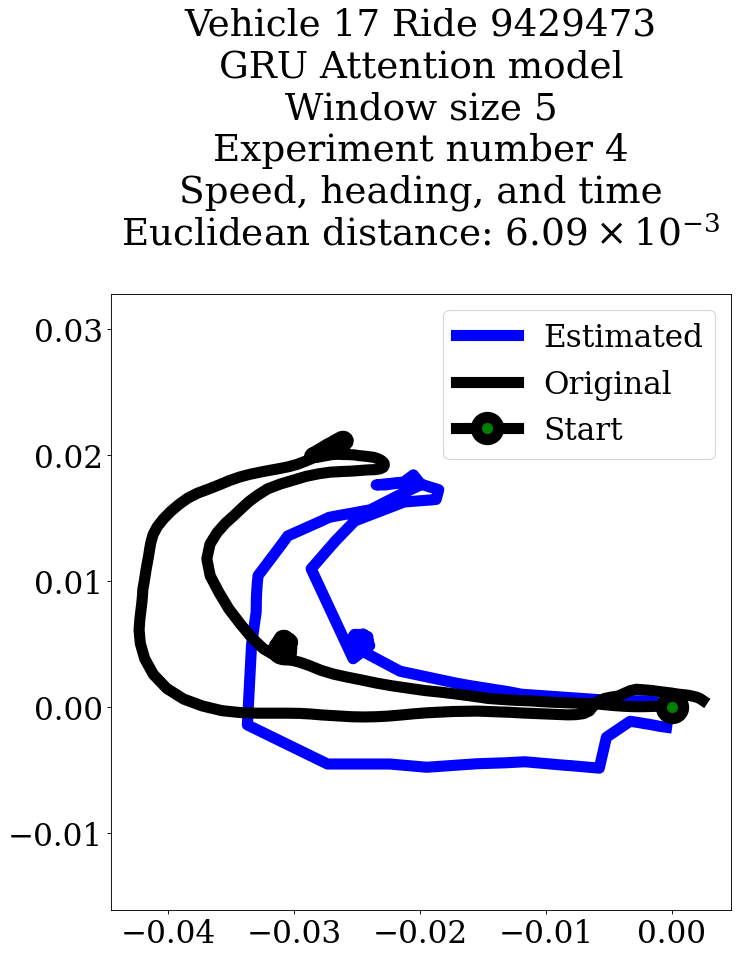 Vehicle 17 Ride 9429473
GRU Attention model
Window size 5
Experiment number 4
Speed, heading, and time
Euclidean distance: 6.09 × 10⁻³
Estimated
Original
Start
0.03
0.02
0.01
0.00
−0.01
−0.04 −0.03 −0.02 −0.01 0.00